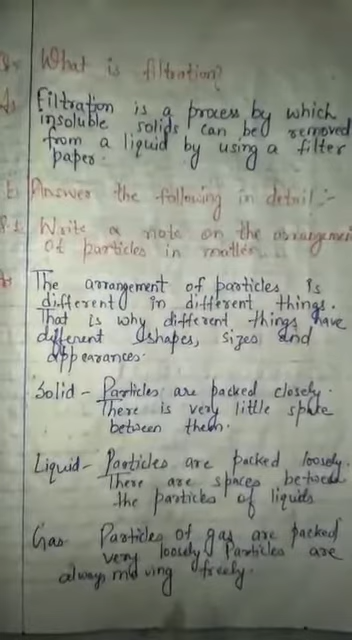 What is filtration?
Filtration is a process by which
insoluble solids can be removed
from a liquid by using a filter
paper.
E) Answer the following in detail :-
Write a note on the arrangemen
of particles in matter.
The arrangement of particles is
different in different things.
That is why different things have
different shapes, sizes and
appearances.
Solid - Particles are packed closely.
There is very little space
between them.
Liquid - Particles are packed loosely.
There are spaces between
the particles of liquids
Gas Particles of gas are packed
very loosely Particles are
always moving freely.